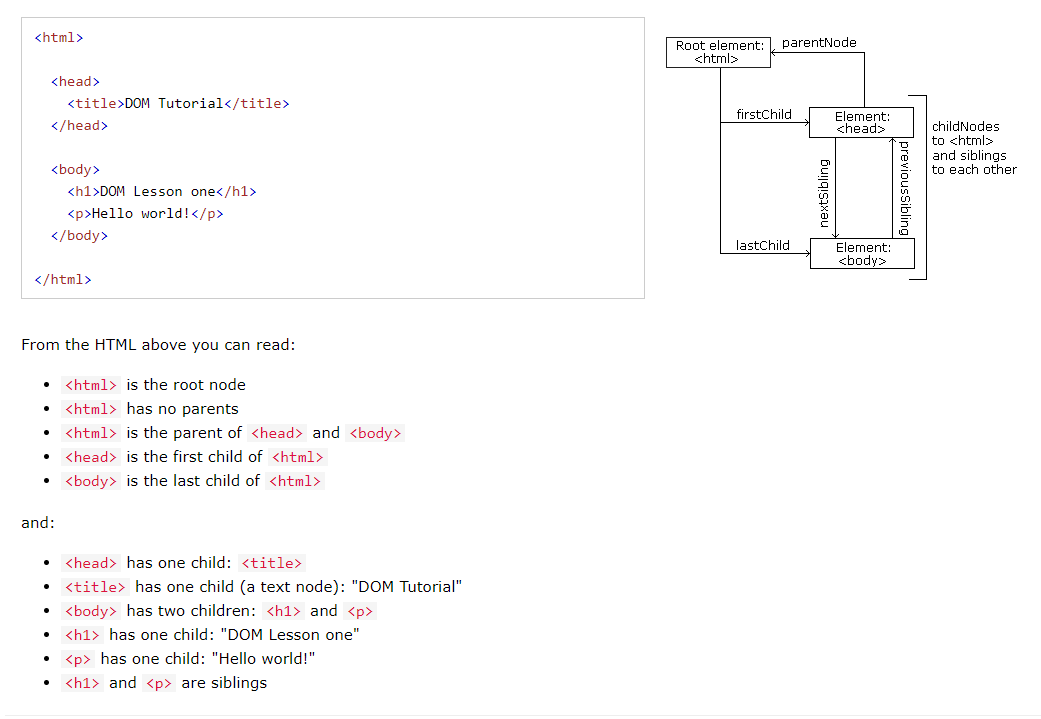 <html>
<head>
<title>DOM Tutorial</title>
</head>
<body>
<h1>DOM Lesson one</h1>
<p>Hello world!</p>
</body>
</html>
Root element:
<html>
parentNode
firstChild
Element:
<head>
childNodes
to <html>
and siblings
to each other
nextSibling
previousSibling
lastChild
Element:
<body>
From the HTML above you can read:
• <html> is the root node
• <html> has no parents
• <html> is the parent of <head> and <body>
• <head> is the first child of <html>
• <body> is the last child of <html>
and:
• <head> has one child: <title>
• <title> has one child (a text node): "DOM Tutorial"
• <body> has two children: <h1> and <p>
• <h1> has one child: "DOM Lesson one"
• <p> has one child: "Hello world!"
• <h1> and <p> are siblings